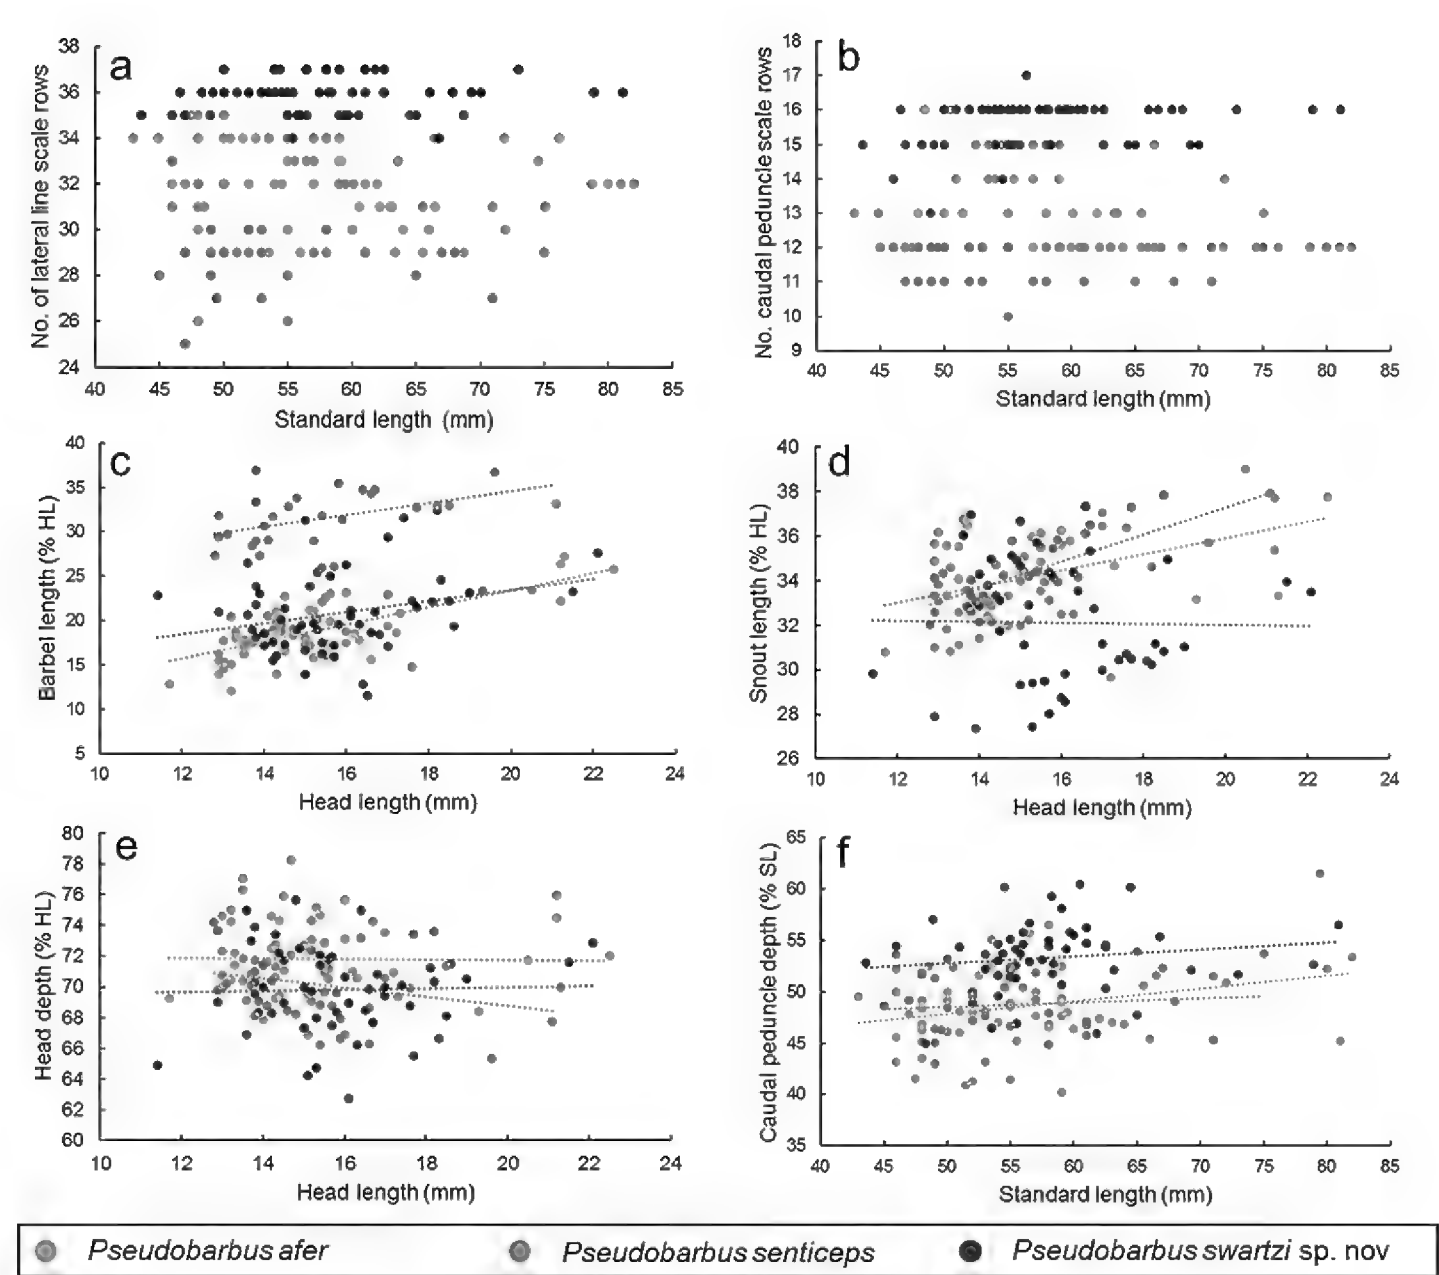 a
No. of lateral line scale rows
38
36
34
32
30
28
26
24
40 45 50 55 60 65 70 75 80 85
Standard length (mm)
b
No. caudal peduncle scale rows
18
17
16
15
14
13
12
11
10
9
40 45 50 55 60 65 70 75 80 85
Standard length (mm)
c
Barbel length (% HL)
40
35
30
25
20
15
10
5
10 12 14 16 18 20 22 24
Head length (mm)
d
Snout length (% HL)
40
38
36
34
32
30
28
26
10 12 14 16 18 20 22 24
Head length (mm)
e
Head depth (% HL)
80
78
76
74
72
70
68
66
64
62
60
10 12 14 16 18 20 22 24
Head length (mm)
f
Caudal peduncle depth (% SL)
65
60
55
50
45
40
35
40 45 50 55 60 65 70 75 80 85
Standard length (mm)
Pseudobarbus afer
Pseudobarbus senticeps
Pseudobarbus swartzi sp. nov